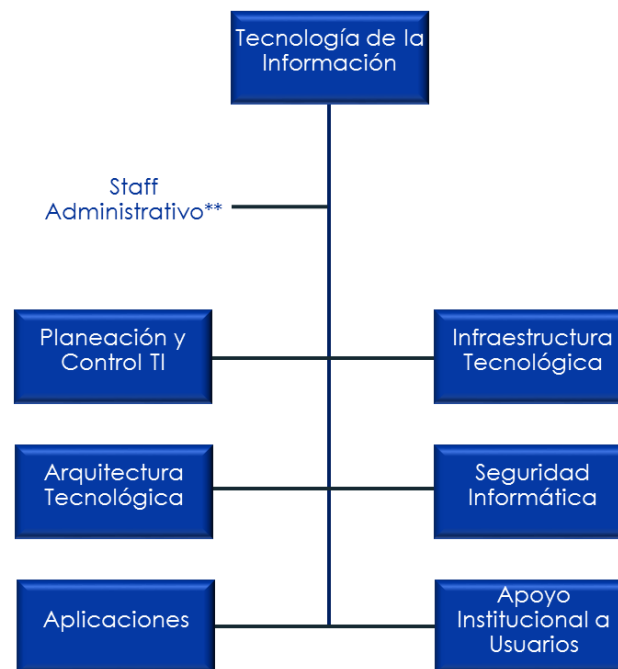 Tecnología de la
Información
Staff
Administrativo**
Planeación y
Control TI
Infraestructura
Tecnológica
Arquitectura
Tecnológica
Seguridad
Informática
Aplicaciones
Apoyo
Institucional a
Usuarios